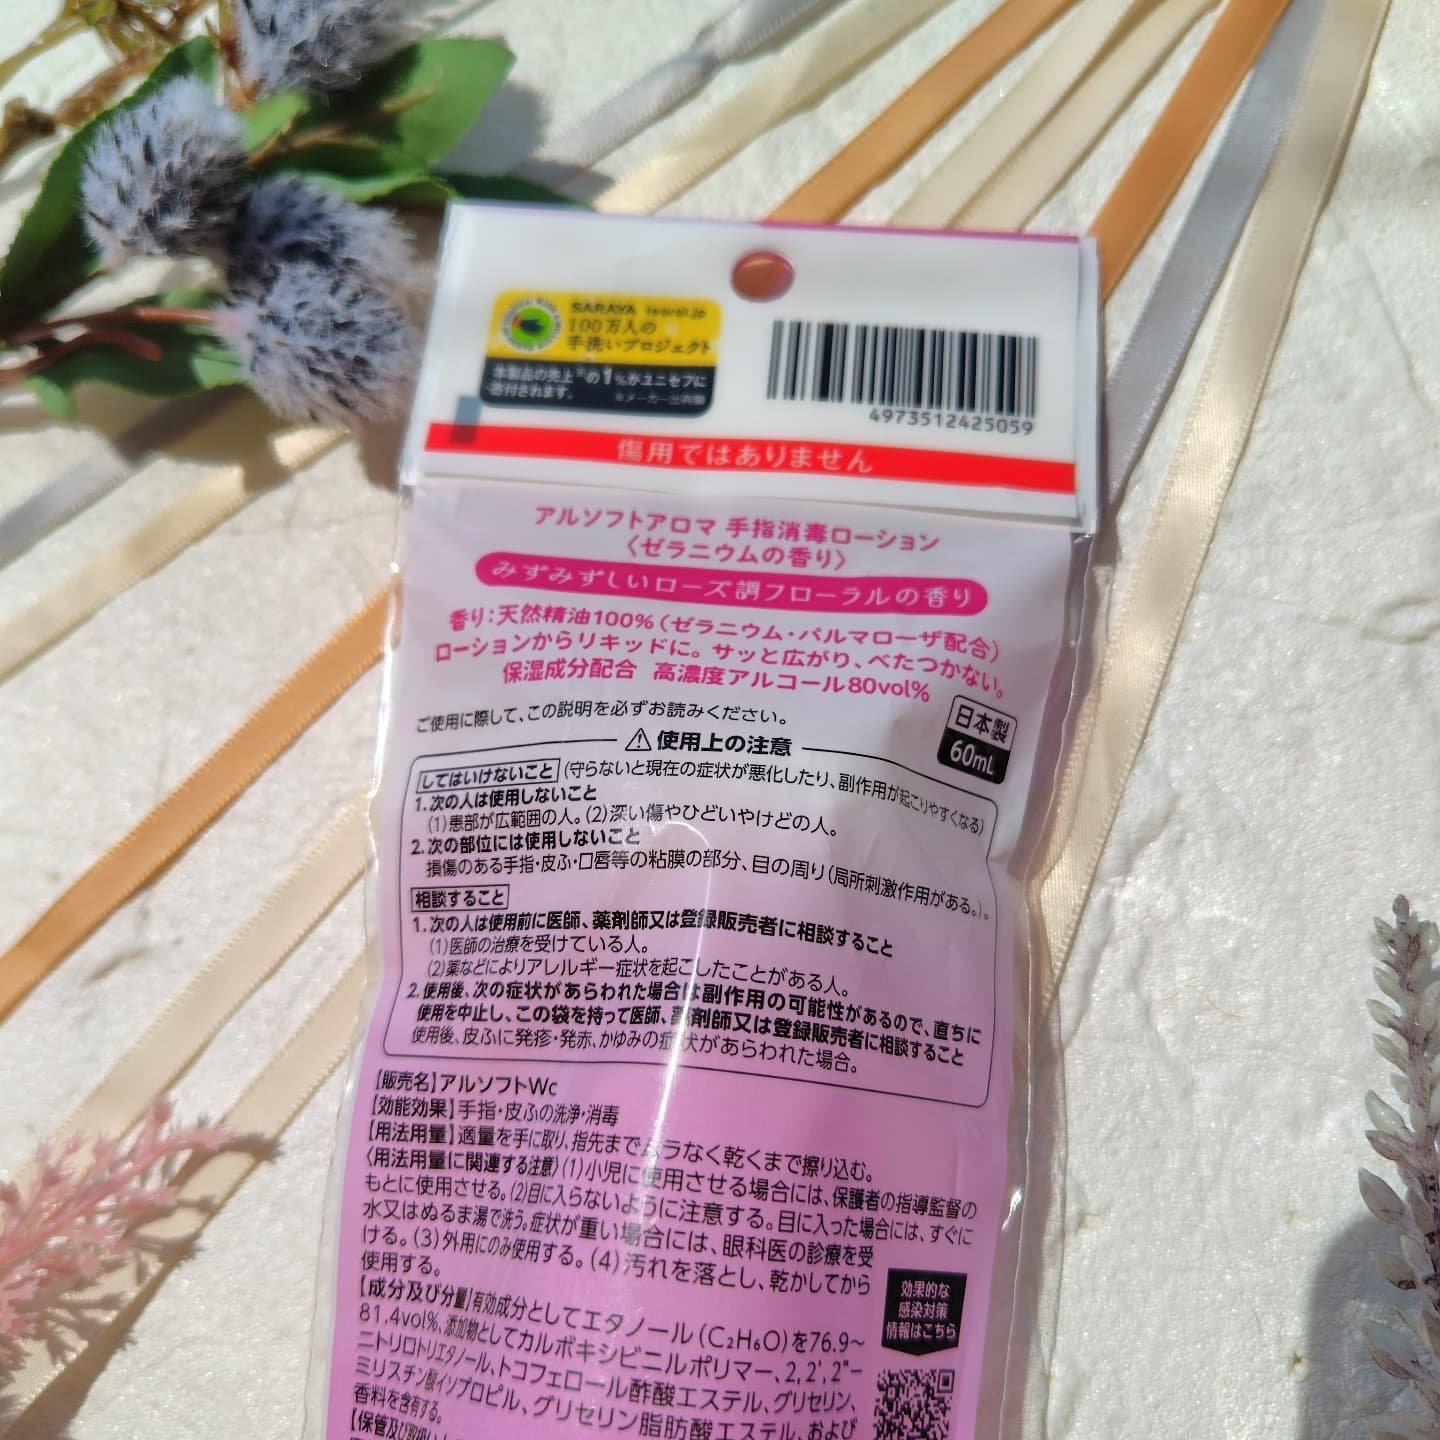 SARAYA tearai.jp
100万人の
手洗いプロジェクト
本製品の売上※の1%がユニセフに
寄付されます。 ※メーカー出荷額
4973512425059
傷用ではありません
アルソフトアロマ 手指消毒ローション
〈ゼラニウムの香り〉
みずみずしいローズ調フローラルの香り
香り:天然精油100%(ゼラニウム・パルマローザ配合)
ローションからリキッドに。サッと広がり、べたつかない。
保湿成分配合 高濃度アルコール80vol%
日本製
60mL
ご使用に際して、この説明を必ずお読みください。
⚠使用上の注意
してはいけないこと(守らないと現在の症状が悪化したり、副作用が起こりやすくなる)
1.次の人は使用しないこと
(1)患部が広範囲の人。(2)深い傷やひどいやけどの人。
2.次の部位には使用しないこと
損傷のある手指・皮ふ・口唇等の粘膜の部分、目の周り(局所刺激作用がある。)。
相談すること
1.次の人は使用前に医師、薬剤師又は登録販売者に相談すること
(1)医師の治療を受けている人。
(2)薬などによりアレルギー症状を起こしたことがある人。
2.使用後、次の症状があらわれた場合は副作用の可能性があるので、直ちに
使用を中止し、この袋を持って医師、薬剤師又は登録販売者に相談すること
使用後、皮ふに発疹・発赤、かゆみの症状があらわれた場合。
【販売名】アルソフトWc
【効能効果】手指・皮ふの洗浄・消毒
【用法用量】適量を手に取り、指先までムラなく乾くまで擦り込む。
〈用法用量に関連する注意〉(1)小児に使用させる場合には、保護者の指導監督の
もとに使用させる。(2)目に入らないように注意する。目に入った場合には、すぐに
水又はぬるま湯で洗う。症状が重い場合には、眼科医の診療を受
ける。(3)外用にのみ使用する。(4)汚れを落とし、乾かしてから
使用する。
【成分及び分量】有効成分としてエタノール(C₂H₆O)を76.9~
81.4vol%、添加物としてカルボキシビニルポリマー、2,2',2"-
ニトリロトリエタノール、トコフェロール酢酸エステル、グリセリン、
ミリスチン酸イソプロピル、グリセリン脂肪酸エステル、および
香料を含有する。
効果的な
感染対策
情報はこちら
【保管及び取扱い